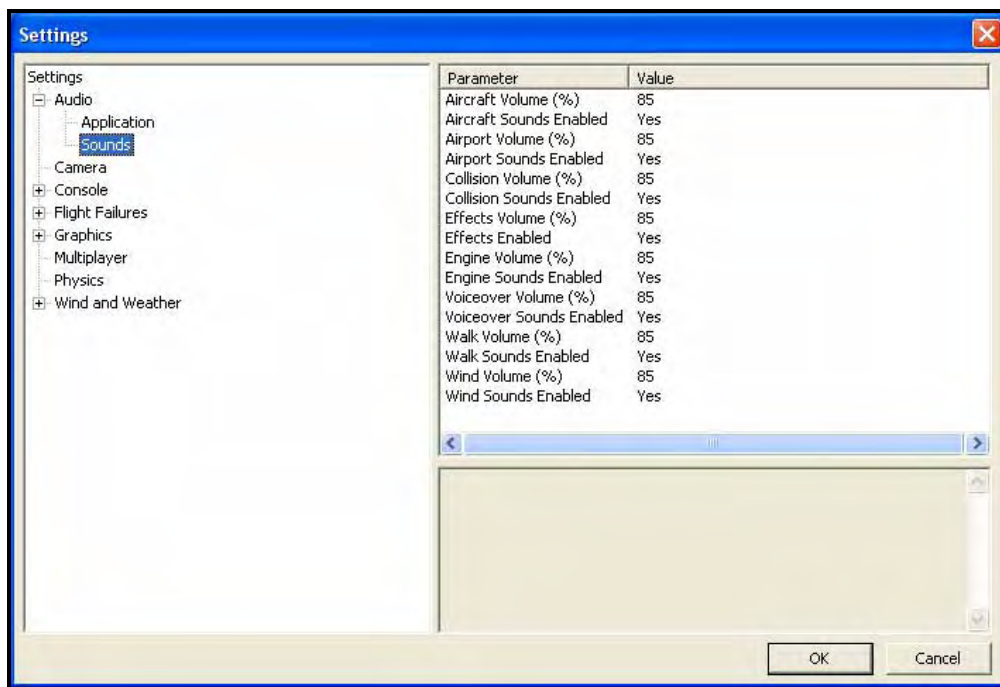 Settings
Settings
Audio
Application
Sounds
Camera
Console
Flight Failures
Graphics
Multiplayer
Physics
Wind and Weather
Parameter Value
Aircraft Volume (%) 85
Aircraft Sounds Enabled Yes
Airport Volume (%) 85
Airport Sounds Enabled Yes
Collision Volume (%) 85
Collision Sounds Enabled Yes
Effects Volume (%) 85
Effects Enabled Yes
Engine Volume (%) 85
Engine Sounds Enabled Yes
Voiceover Volume (%) 85
Voiceover Sounds Enabled Yes
Walk Volume (%) 85
Walk Sounds Enabled Yes
Wind Volume (%) 85
Wind Sounds Enabled Yes
OK Cancel